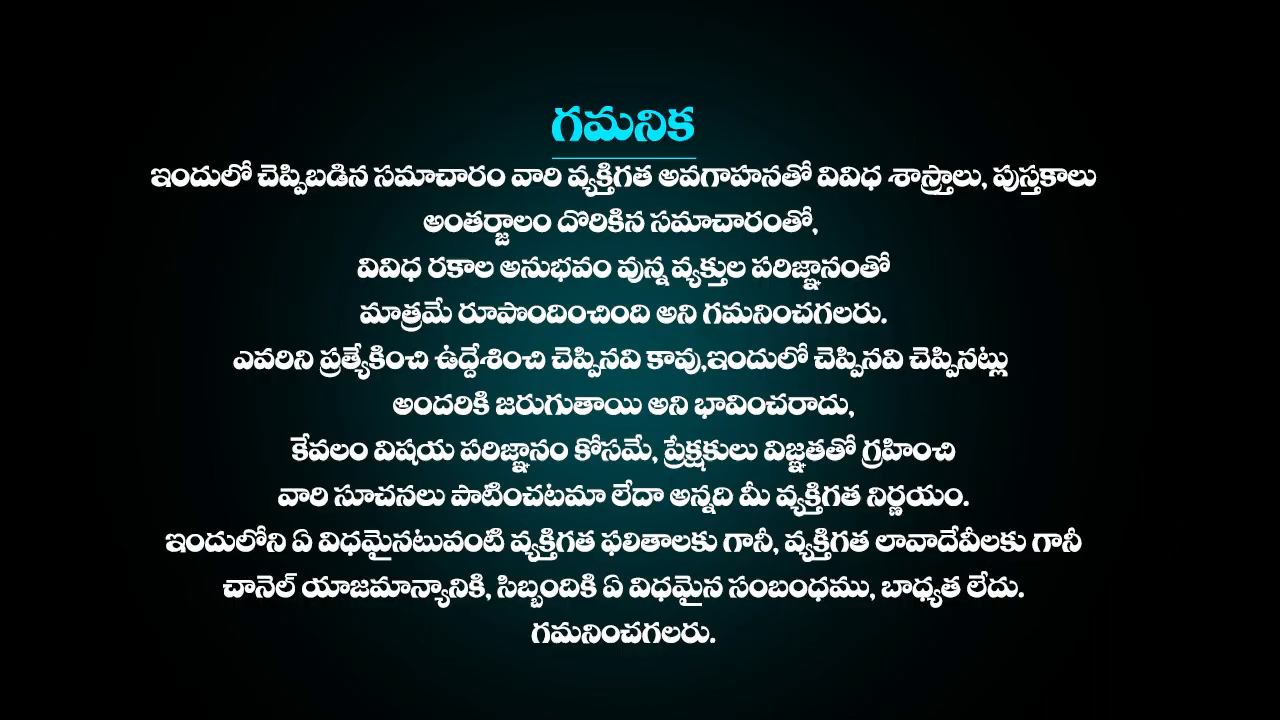 గమనిక
ఇందులో చెప్పిబడిన సమాచారం వారి వ్యక్తిగత అవగాహనతో వివిధ శాస్త్రాలు, పుస్తకాలు
అంతర్జాలం దొరికిన సమాచారంతో,
వివిధ రకాల అనుభవం వున్న వ్యక్తుల పరిజ్ఞానంతో
మాత్రమే రూపొందించింది అని గమనించగలరు.
ఎవరిని ప్రత్యేకించి ఉద్దేశించి చెప్పినవి కావు,ఇందులో చెప్పినవి చెప్పినట్లు
అందరికి జరుగుతాయి అని భావించరాదు,
కేవలం విషయ పరిజ్ఞానం కోసమే, ప్రేక్షకులు విజ్ఞతతో గ్రహించి
వారి సూచనలు పాటించటమా లేదా అన్నది మీ వ్యక్తిగత నిర్ణయం.
ఇందులోని ఏ విధమైనటువంటి వ్యక్తిగత ఫలితాలకు గానీ, వ్యక్తిగత లావాదేవీలకు గానీ
చానెల్ యాజమాన్యానికి, సిబ్బందికి ఏ విధమైన సంబంధము, బాధ్యత లేదు.
గమనించగలరు.